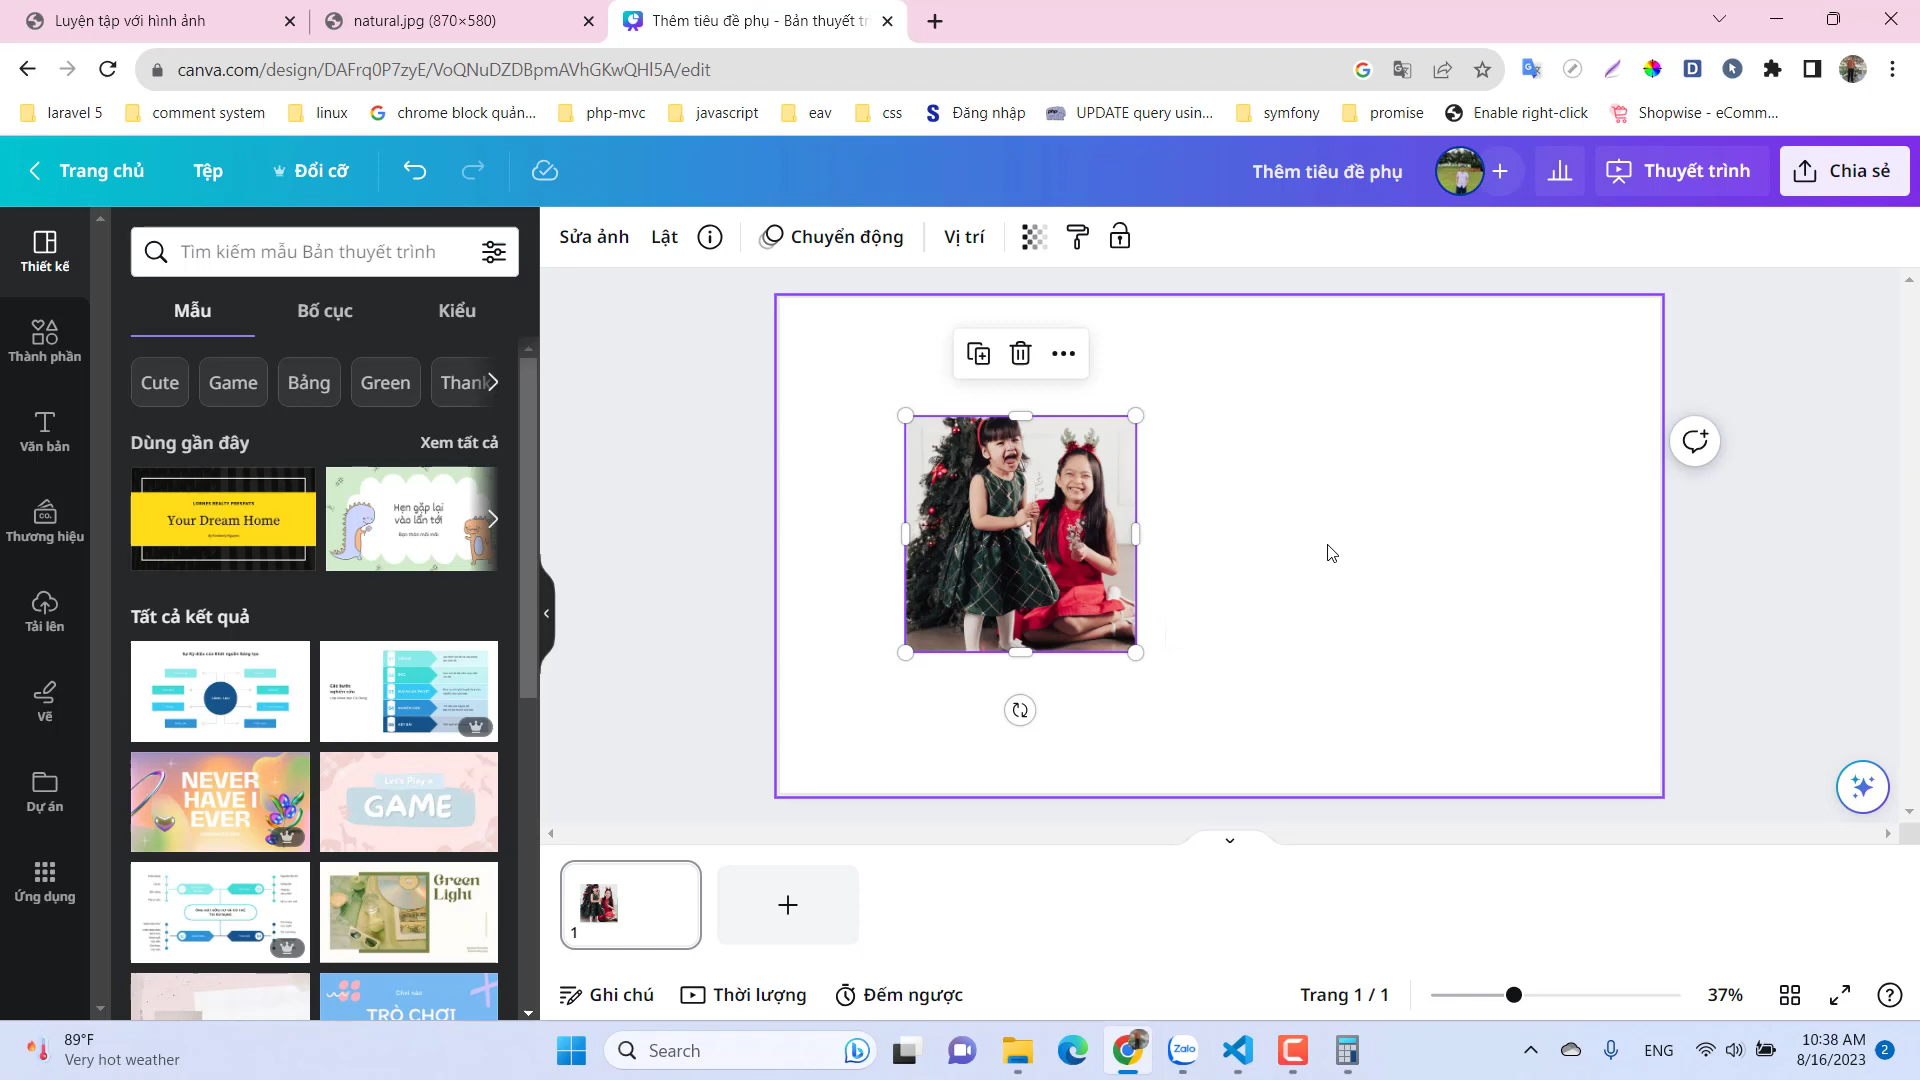 Luyện tập với hình ảnh
natural.jpg (870×580)
Thêm tiêu đề phụ - Bản thuyết tr
canva.com/design/DAFrq0P7zyE/VoQNuDZDBpmAVhGKwQHl5A/edit
laravel 5
comment system
linux
chrome block quản...
php-mvc
javascript
eav
css
Đăng nhập
UPDATE query usin...
symfony
promise
Enable right-click
Shopwise - eComm...
Trang chủ
Tệp
Đổi cỡ
Thêm tiêu đề phụ
Thuyết trình
Chia sẻ
Thiết kế
Thành phần
Văn bản
Thương hiệu
Tải lên
Vẽ
Dự án
Ứng dụng
Tìm kiếm mẫu Bản thuyết trình
Mẫu
Bố cục
Kiểu
Cute
Game
Bảng
Green
Thank
Dùng gần đây
Xem tất cả
LORNES REALTY PRESENTS
Your Dream Home
Hẹn gặp lại
vào lần tới
Tất cả kết quả
NEVER
HAVE I
EVER
Let's Play a
GAME
Green
Light
TRÒ CHƠI
Sửa ảnh
Lật
Chuyển động
Vị trí
1
Ghi chú
Thời lượng
Đếm ngược
Trang 1 / 1
37%
89°F
Very hot weather
Search
Zalo
ENG
10:38 AM
8/16/2023
2